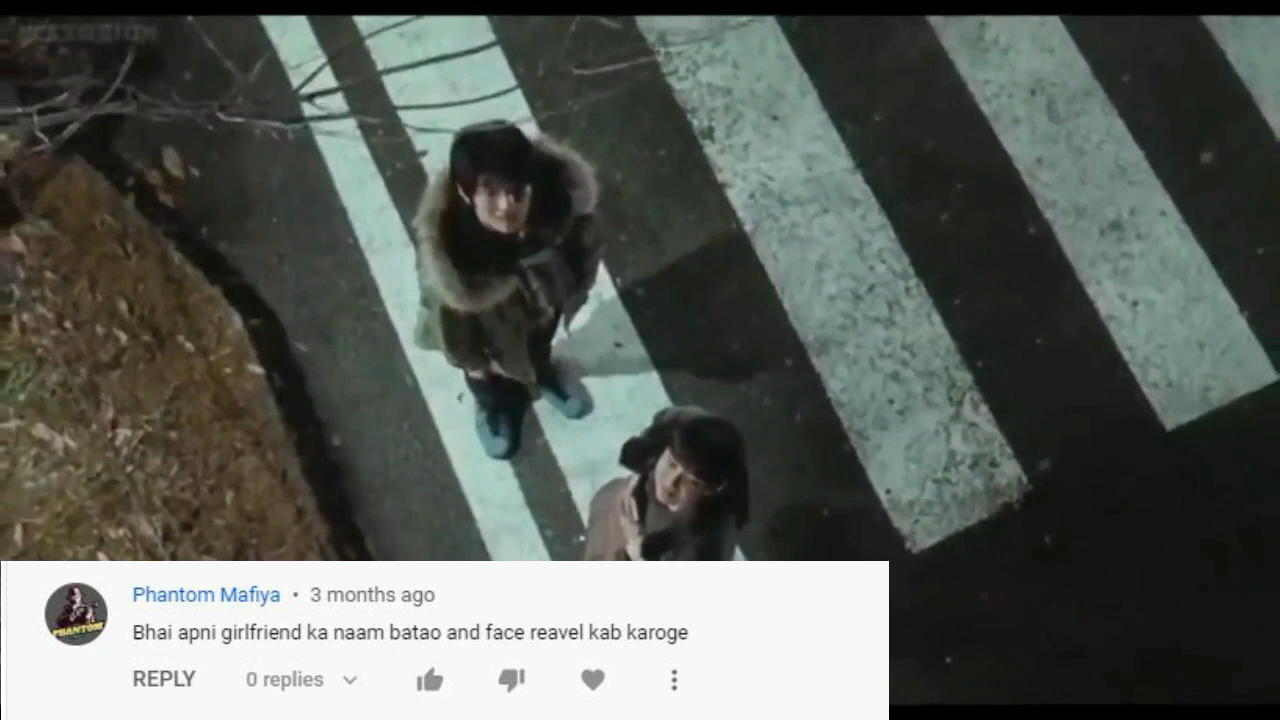 Phantom Mafiya • 3 months ago
Bhai apni girlfriend ka naam batao and face reavel kab karoge
REPLY 0 replies
PHANTOM